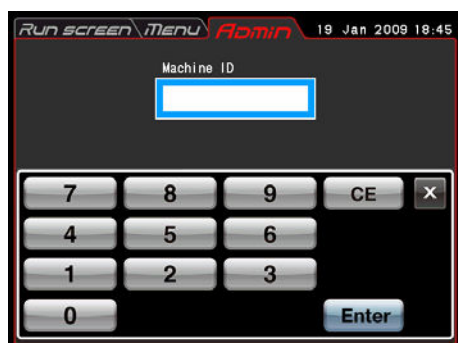 Run screen Menu Admin 19 Jan 2009 18:45
Machine ID
7 8 9 CE X
4 5 6
1 2 3
0 Enter